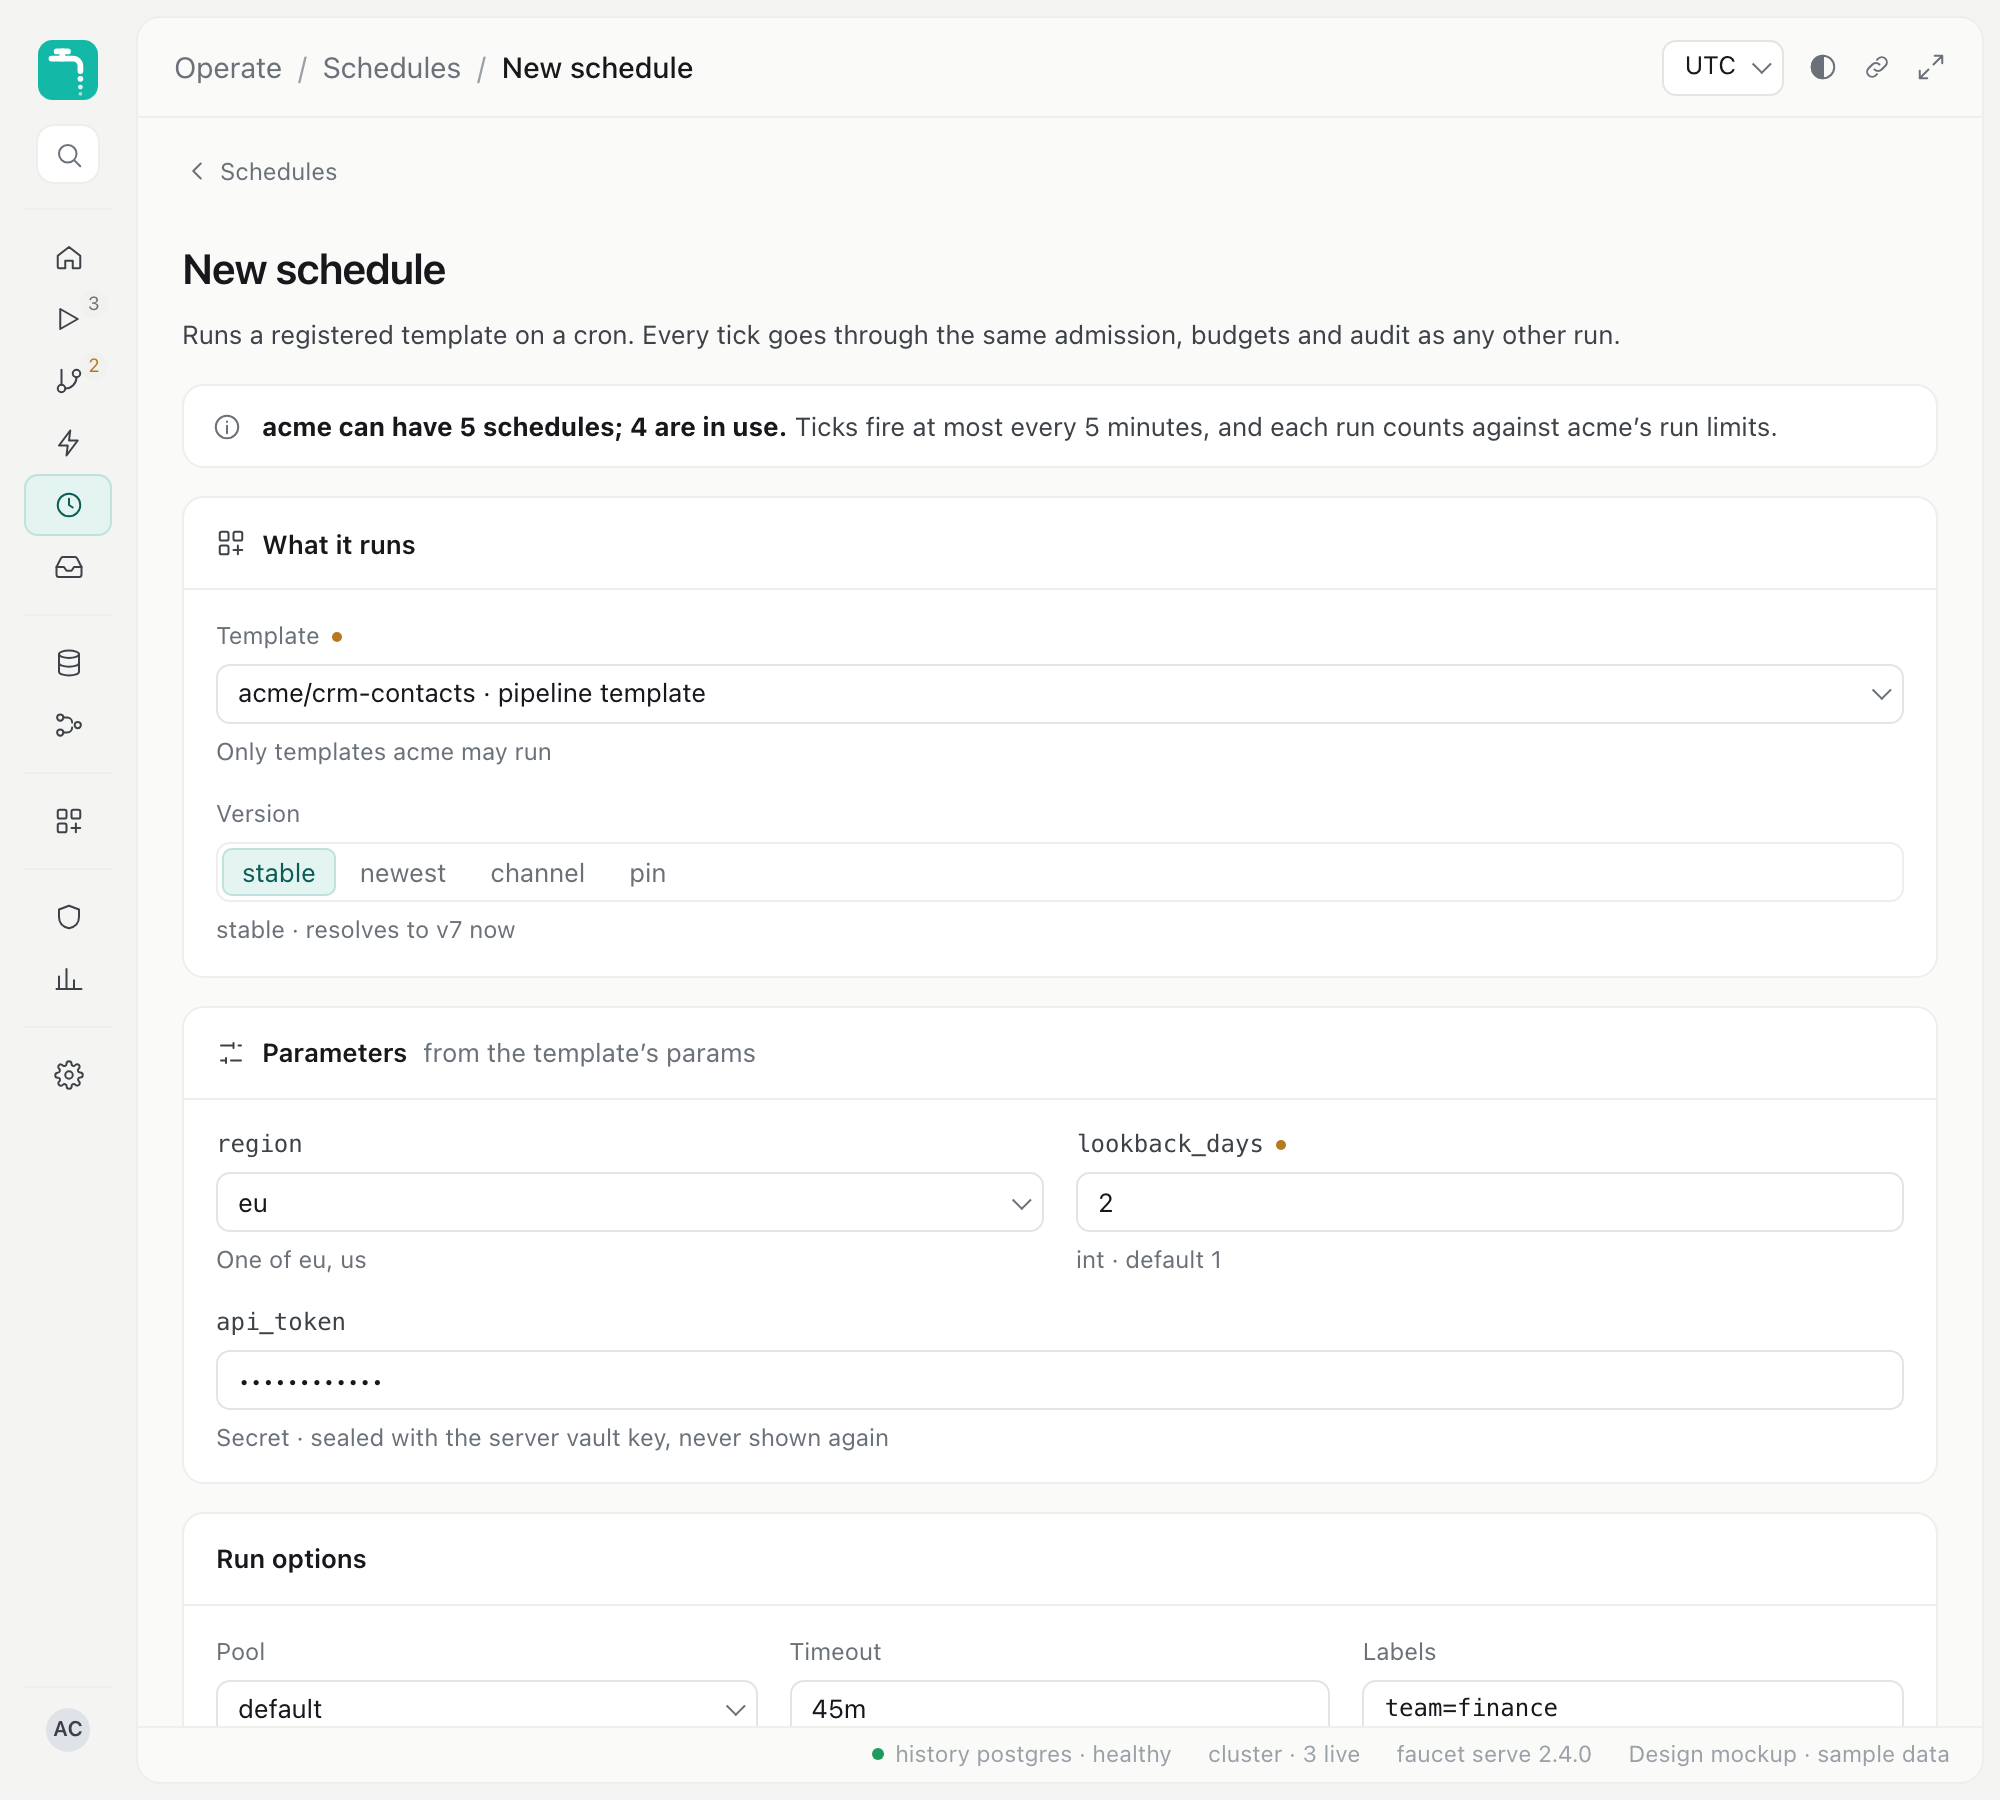 Operate / Schedules / New schedule
UTC
Schedules
3
2
New schedule
Runs a registered template on a cron. Every tick goes through the same admission, budgets and audit as any other run.
acme can have 5 schedules; 4 are in use. Ticks fire at most every 5 minutes, and each run counts against acme’s run limits.
What it runs
Template
acme/crm-contacts · pipeline template
Only templates acme may run
Version
stable newest channel pin
stable · resolves to v7 now
Parameters from the template’s params
region
lookback_days
eu
2
One of eu, us
int · default 1
api_token
••••••••••••
Secret · sealed with the server vault key, never shown again
Run options
Pool
Timeout
Labels
default
45m
team=finance
AC
history postgres · healthy
cluster · 3 live
faucet serve 2.4.0
Design mockup · sample data